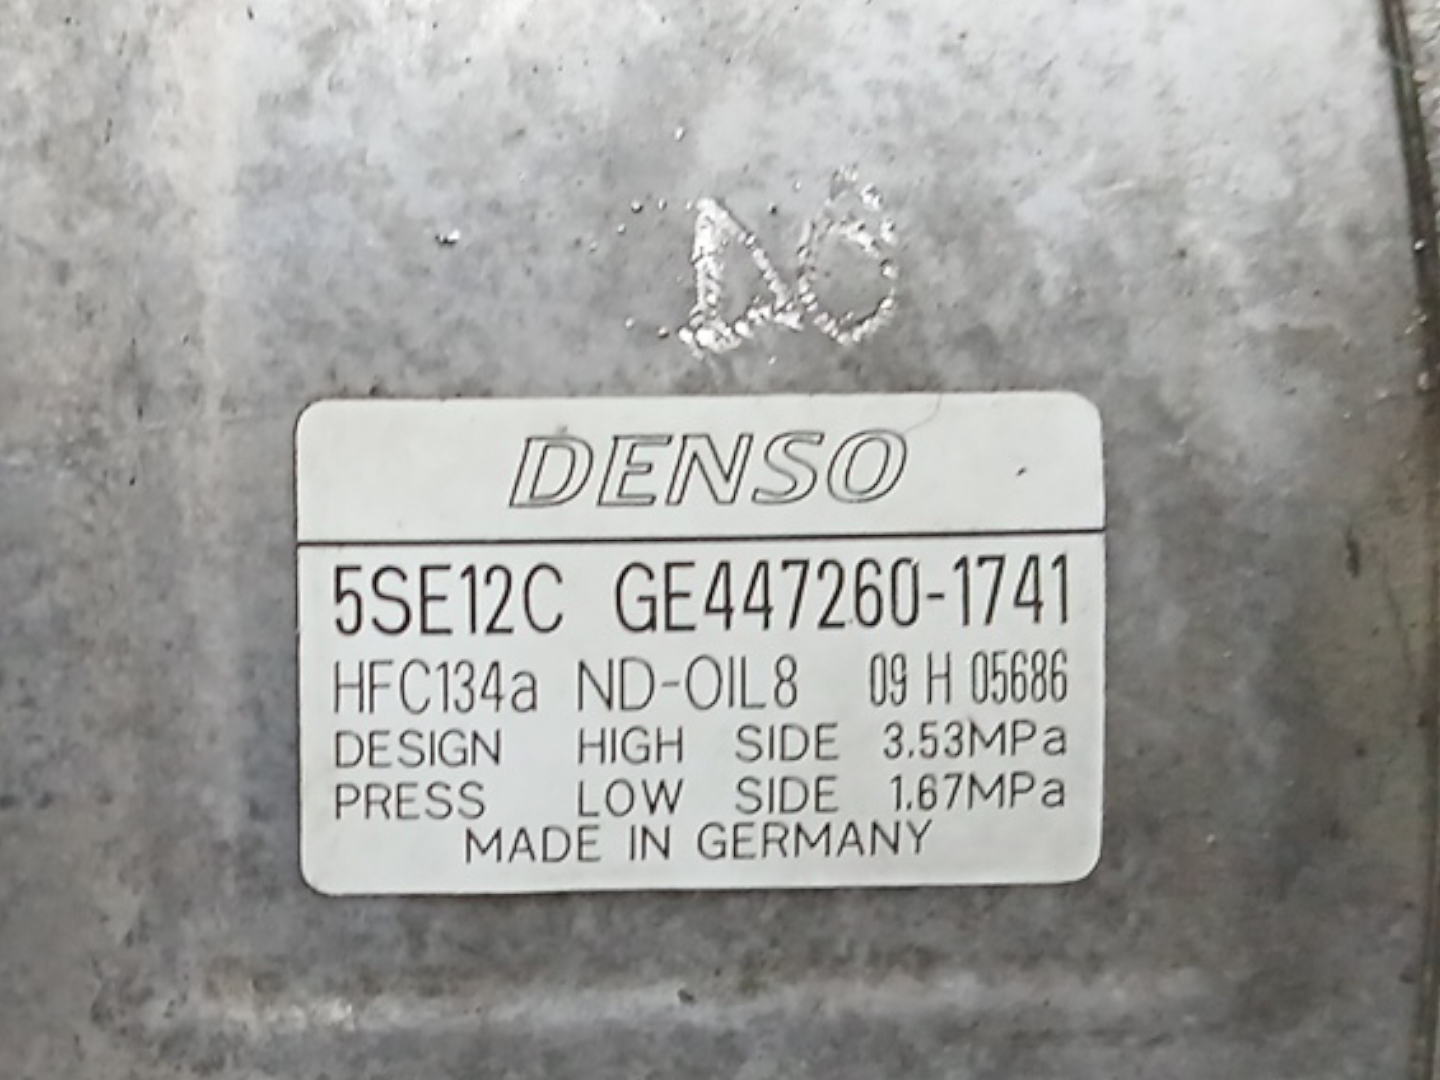 DENSO
5SE12C GE447260-1741
HFC134a ND-OIL8 09 H 05686
DESIGN HIGH SIDE 3.53MPa
PRESS LOW SIDE 1.67MPa
MADE IN GERMANY